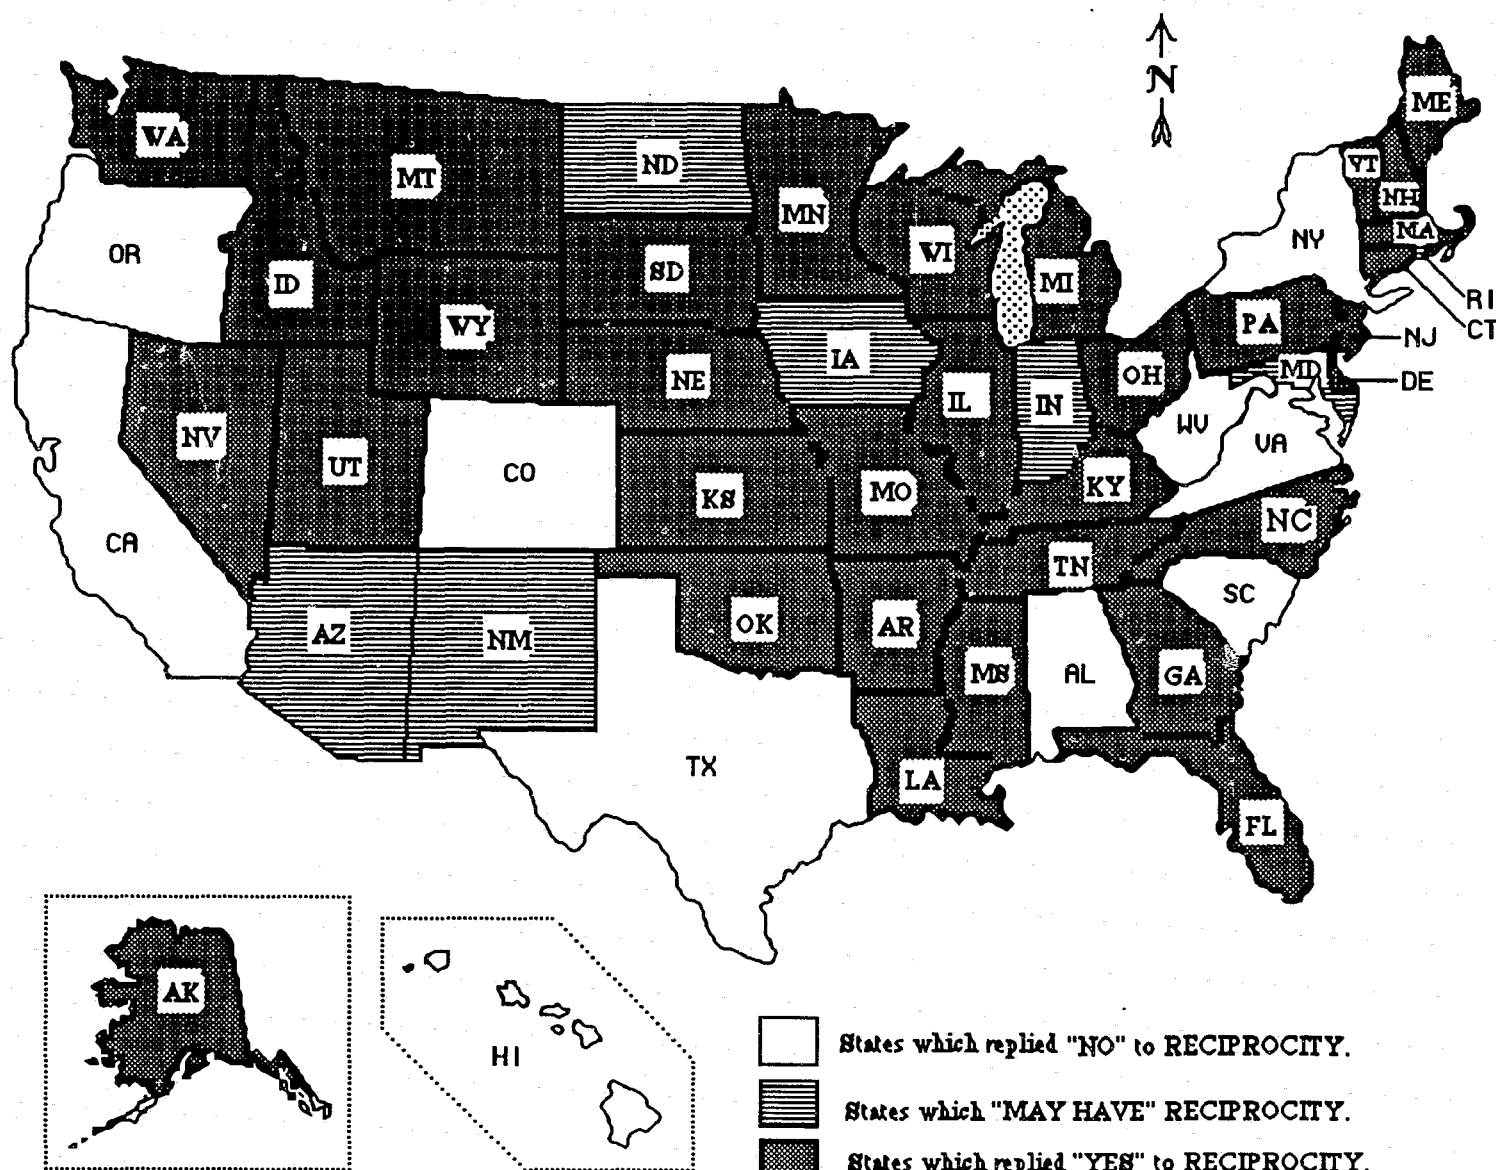 N
ME
WA
VT
ND
MT
NH
MN
MA
OR
WI
NY
SD
ID
MI
RI
WY
PA
CT
NJ
IA
MD
NE
OH
DE
IL
IN
WV
NV
VA
UT
CO
KY
MO
KS
NC
CA
TN
SC
OK
AR
AZ
NM
MS
AL
GA
TX
LA
FL
AK
HI
States which replied "NO" to RECIPROCITY.
States which "MAY HAVE" RECIPROCITY.
States which replied "YES" to RECIPROCITY.